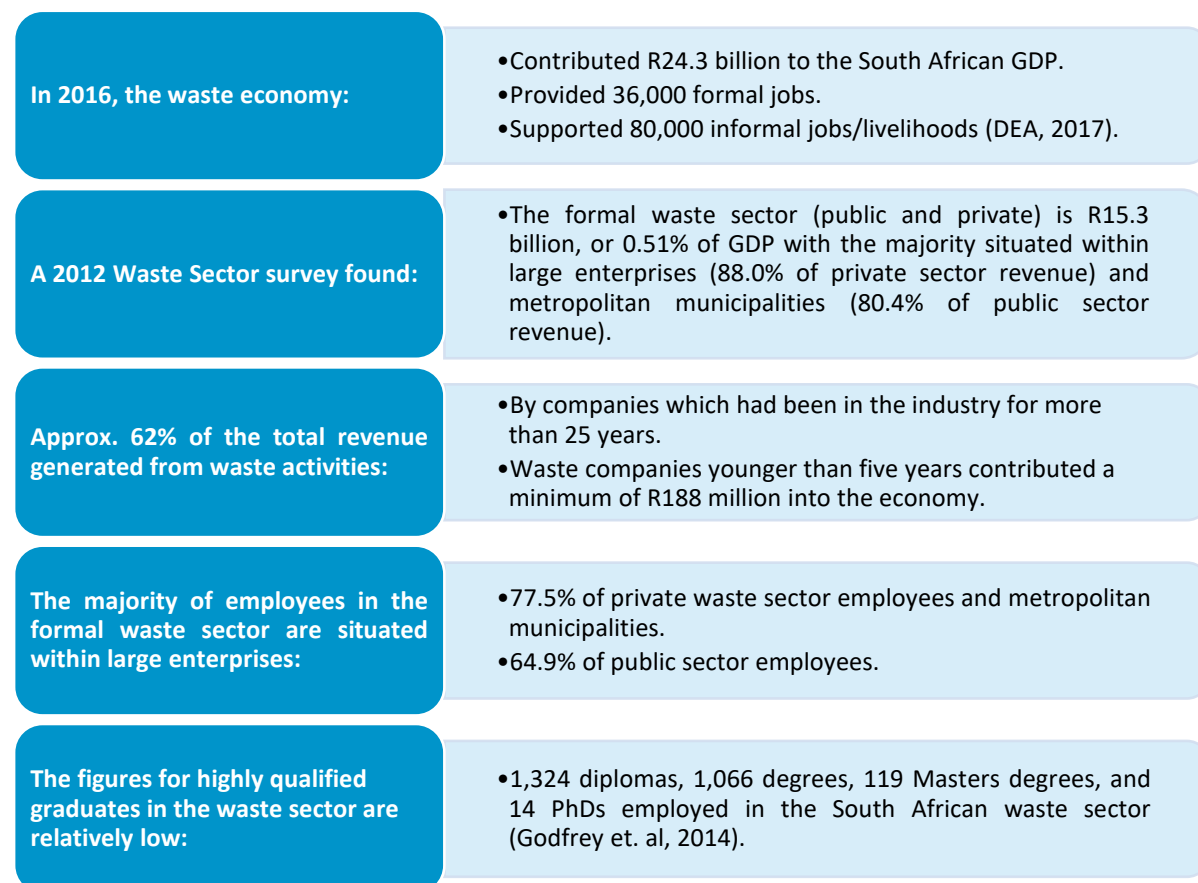 In 2016, the waste economy:
•Contributed R24.3 billion to the South African GDP.
•Provided 36,000 formal jobs.
•Supported 80,000 informal jobs/livelihoods (DEA, 2017).
A 2012 Waste Sector survey found:
•The formal waste sector (public and private) is R15.3
billion, or 0.51% of GDP with the majority situated within
large enterprises (88.0% of private sector revenue) and
metropolitan municipalities (80.4% of public sector
revenue).
Approx. 62% of the total revenue
generated from waste activities:
•By companies which had been in the industry for more
than 25 years.
•Waste companies younger than five years contributed a
minimum of R188 million into the economy.
The majority of employees in the
formal waste sector are situated
within large enterprises:
•77.5% of private waste sector employees and metropolitan
municipalities.
•64.9% of public sector employees.
The figures for highly qualified
graduates in the waste sector are
relatively low:
•1,324 diplomas, 1,066 degrees, 119 Masters degrees, and
14 PhDs employed in the South African waste sector
(Godfrey et. al, 2014).